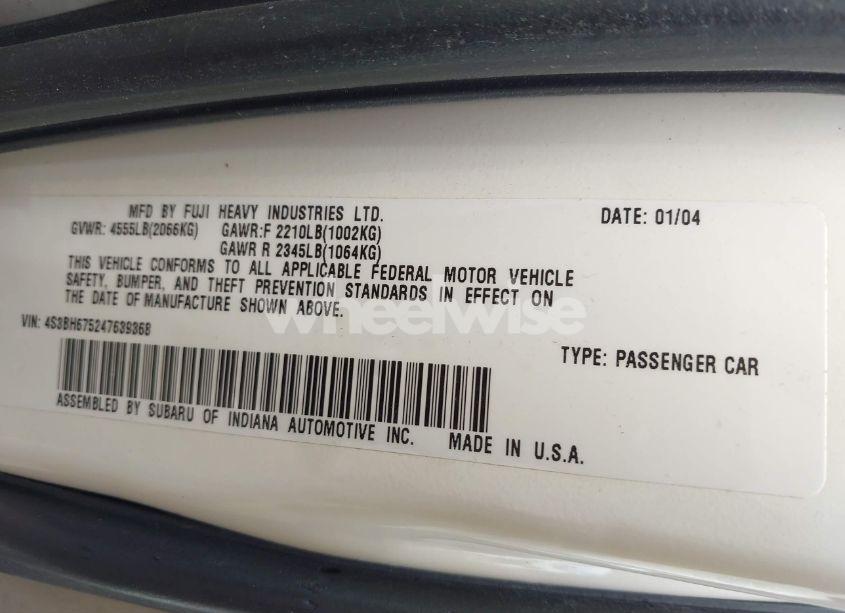 MFD BY FUJI HEAVY INDUSTRIES LTD. DATE: 01/04
GVWR: 4555LB(2066KG) GAWR:F 2210LB(1002KG)
GAWR R 2345LB(1064KG)
THIS VEHICLE CONFORMS TO ALL APPLICABLE FEDERAL MOTOR VEHICLE
SAFETY, BUMPER, AND THEFT PREVENTION STANDARDS IN EFFECT ON
THE DATE OF MANUFACTURE SHOWN ABOVE.
wheelwise
VIN: 4S3BH675247639368
TYPE: PASSENGER CAR
ASSEMBLED BY SUBARU OF INDIANA AUTOMOTIVE INC. MADE IN U.S.A.